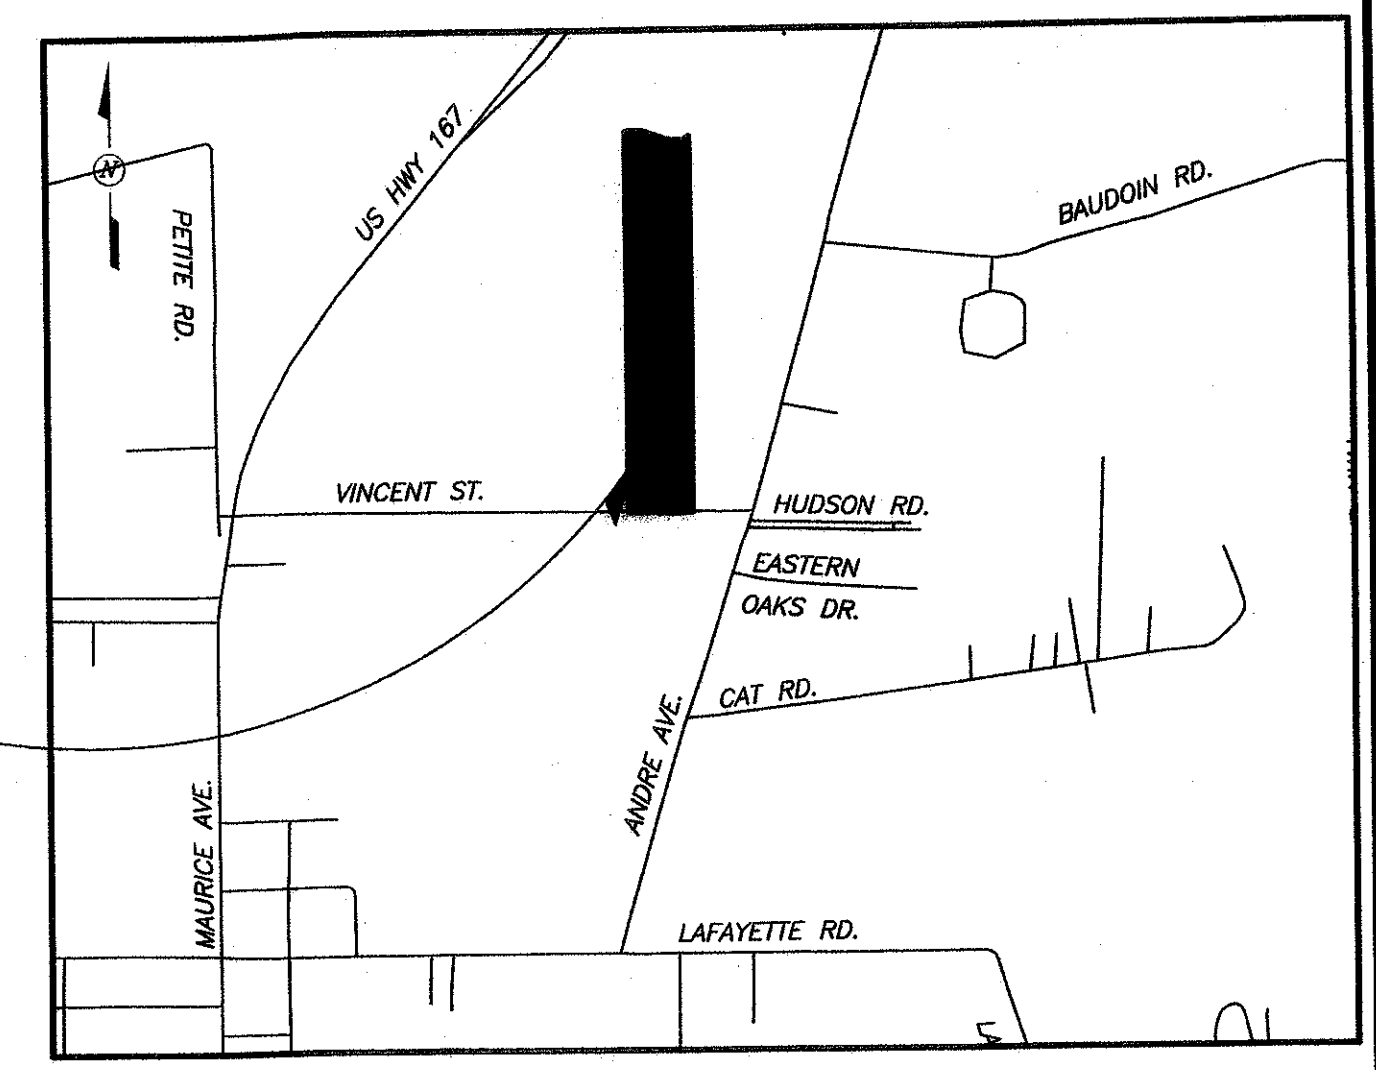 US HWY 167
N
PETITE RD.
BAUDOIN RD.
VINCENT ST.
HUDSON RD.
EASTERN
OAKS DR.
CAT RD.
ANDRE AVE.
MAURICE AVE.
LAFAYETTE RD.